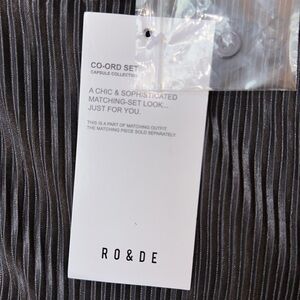 CO-ORD SET
CAPSULE COLLECTION
A CHIC & SOPHISTICATED
MATCHING-SET LOOK...
JUST FOR YOU.
THIS IS A PART OF MATCHING OUTFIT
THE MATCHING PIECE SOLD SEPARATELY
RO&DE